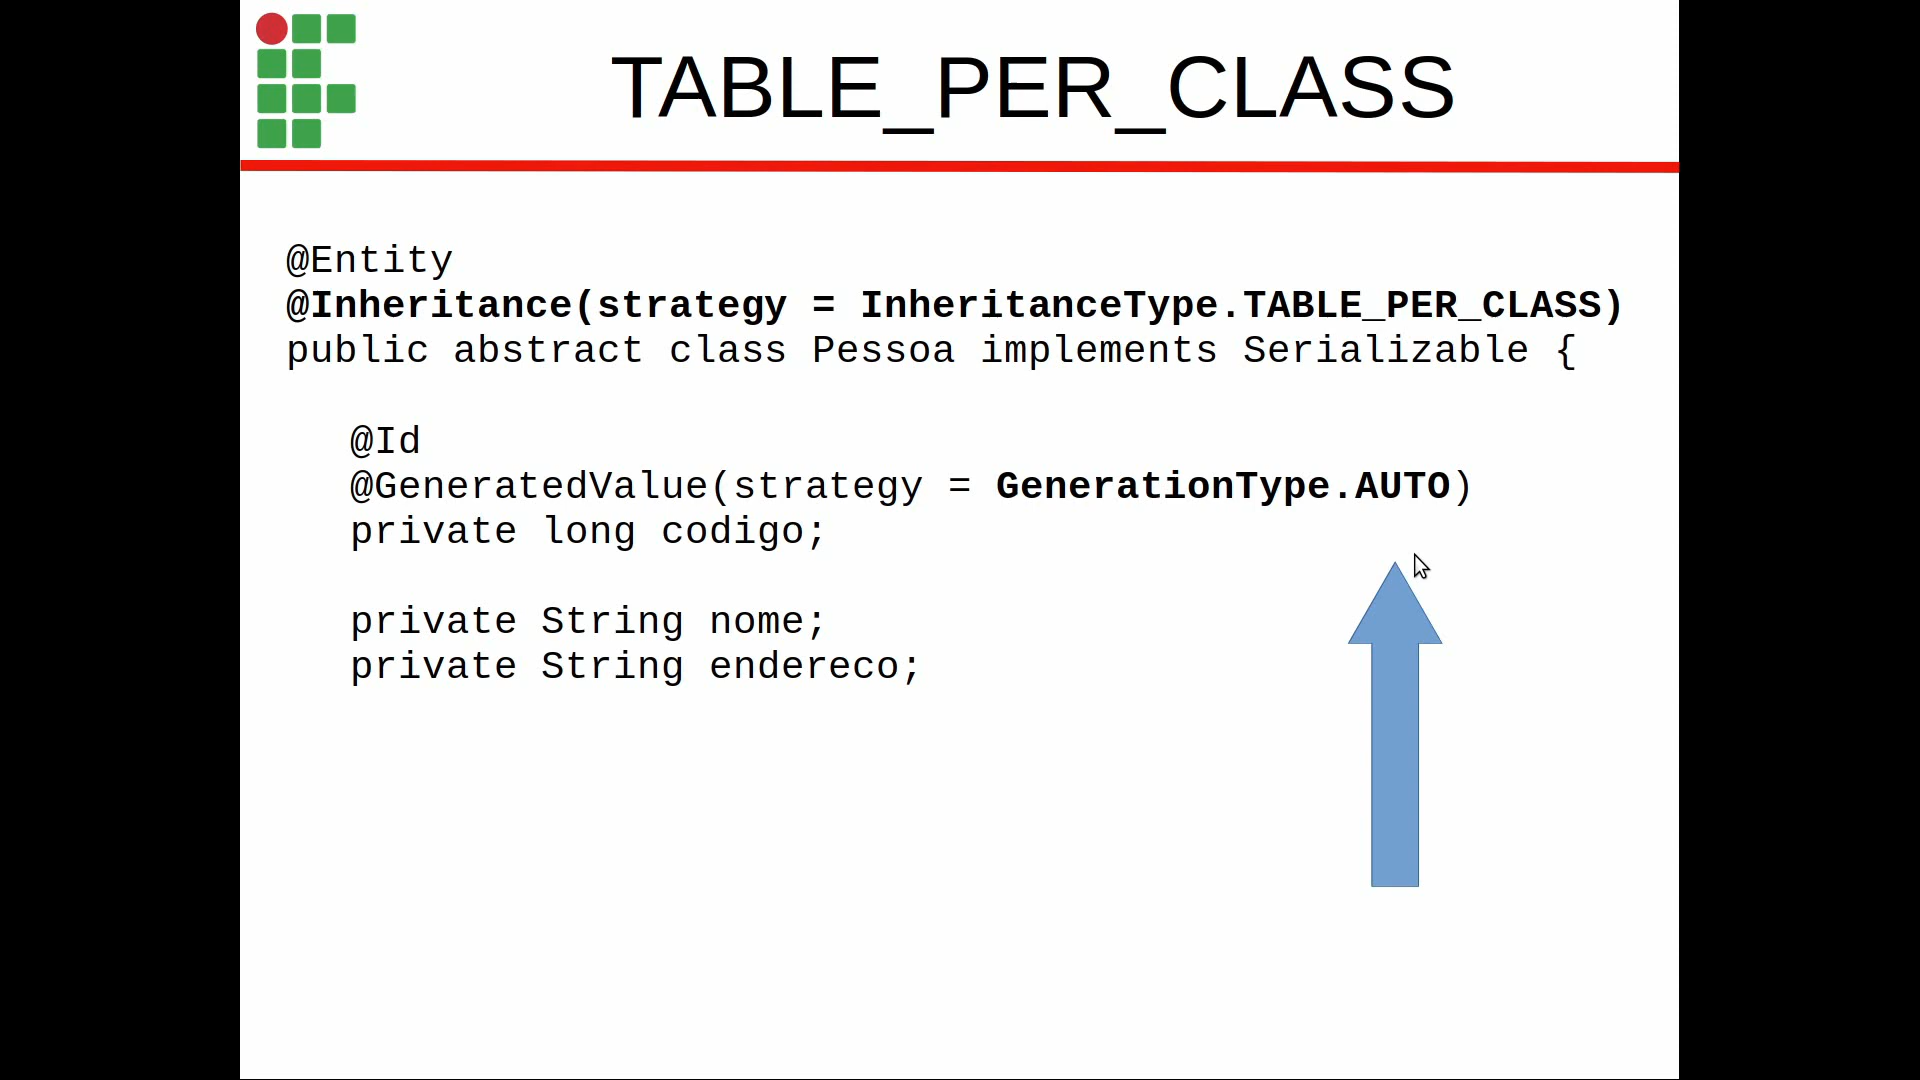 TABLE_PER_CLASS
@Entity
@Inheritance(strategy = InheritanceType.TABLE_PER_CLASS)
public abstract class Pessoa implements Serializable {
@Id
@GeneratedValue(strategy = GenerationType.AUTO)
private long codigo;
private String nome;
private String endereco;